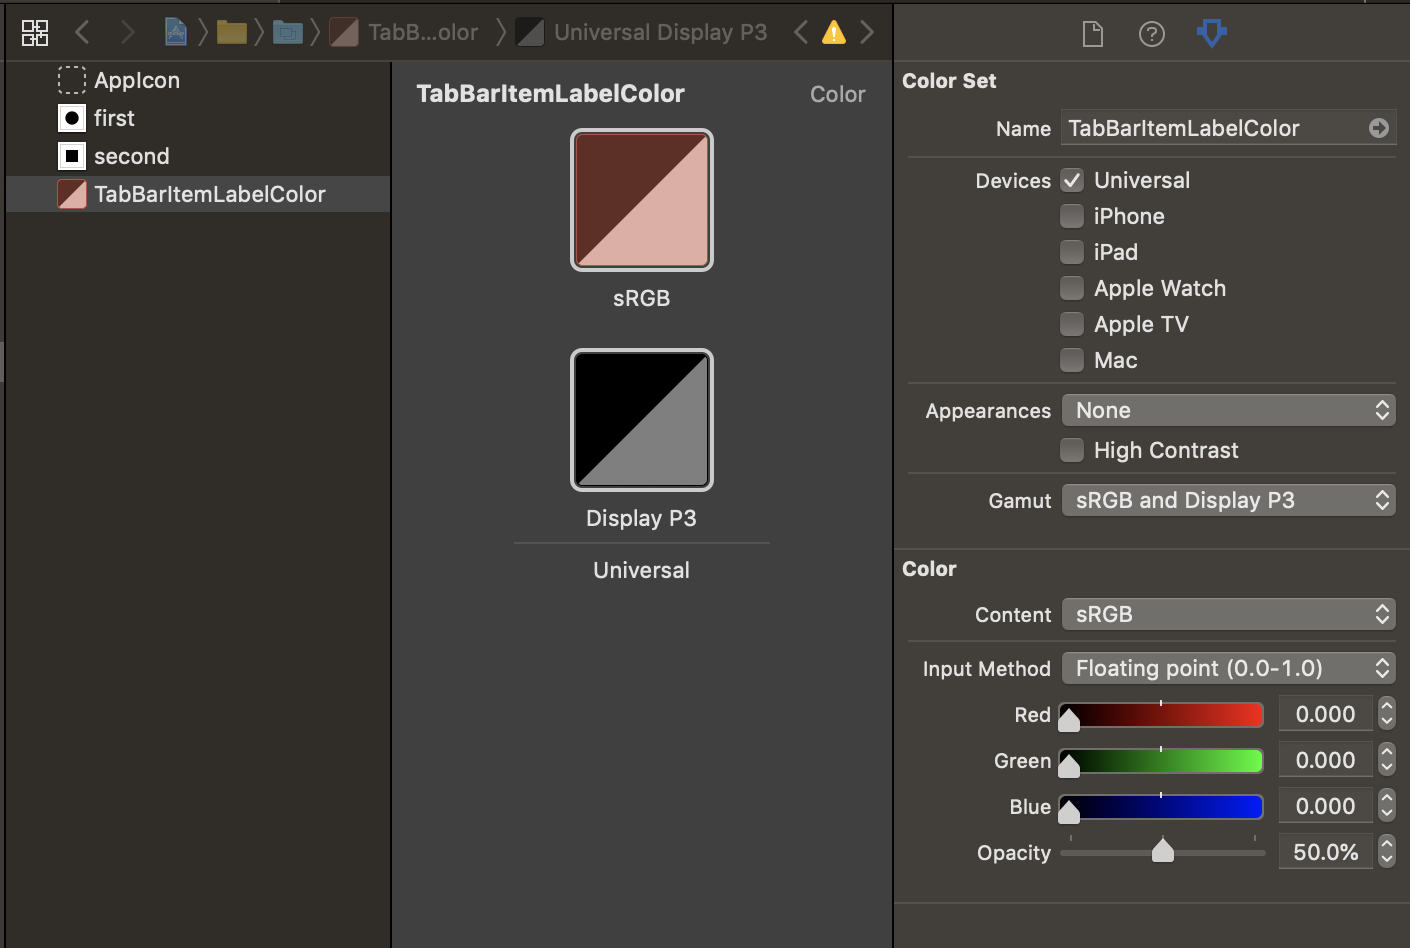 TabB...olor
Universal Display P3
AppIcon
first
second
TabBarItemLabelColor
TabBarItemLabelColor
Color
sRGB
Display P3
Universal
?
Color Set
Name TabBarItemLabelColor
Devices Universal
iPhone
iPad
Apple Watch
Apple TV
Mac
Appearances None
High Contrast
Gamut sRGB and Display P3
Color
Content sRGB
Input Method Floating point (0.0-1.0)
Red 0.000
Green 0.000
Blue 0.000
Opacity 50.0%